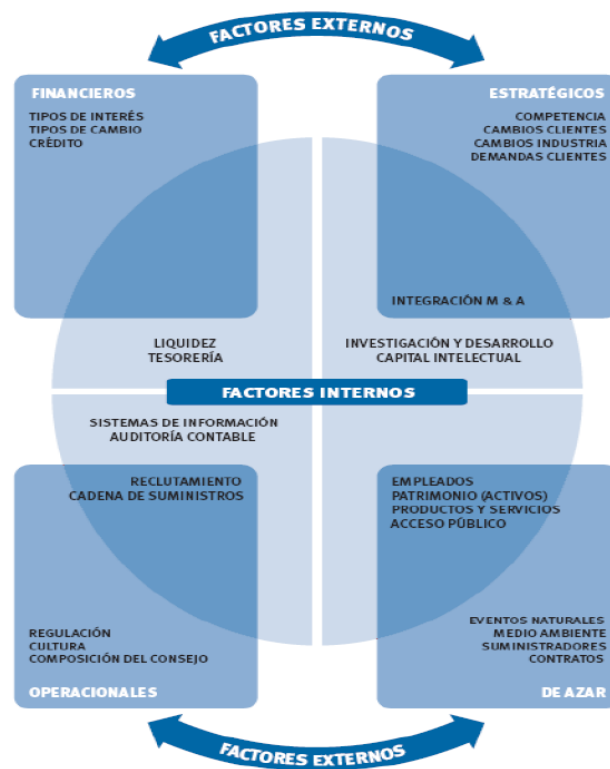 FACTORES EXTERNOS
FINANCIEROS
TIPOS DE INTERÉS
TIPOS DE CAMBIO
CRÉDITO
ESTRATÉGICOS
COMPETENCIA
CAMBIOS CLIENTES
CAMBIOS INDUSTRIA
DEMANDAS CLIENTES
INTEGRACIÓN M & A
LIQUIDEZ
TESORERÍA
INVESTIGACIÓN Y DESARROLLO
CAPITAL INTELECTUAL
FACTORES INTERNOS
SISTEMAS DE INFORMACIÓN
AUDITORÍA CONTABLE
RECLUTAMIENTO
CADENA DE SUMINISTROS
EMPLEADOS
PATRIMONIO (ACTIVOS)
PRODUCTOS Y SERVICIOS
ACCESO PÚBLICO
REGULACIÓN
CULTURA
COMPOSICIÓN DEL CONSEJO
OPERACIONALES
EVENTOS NATURALES
MEDIO AMBIENTE
SUMINISTRADORES
CONTRATOS
DE AZAR
FACTORES EXTERNOS